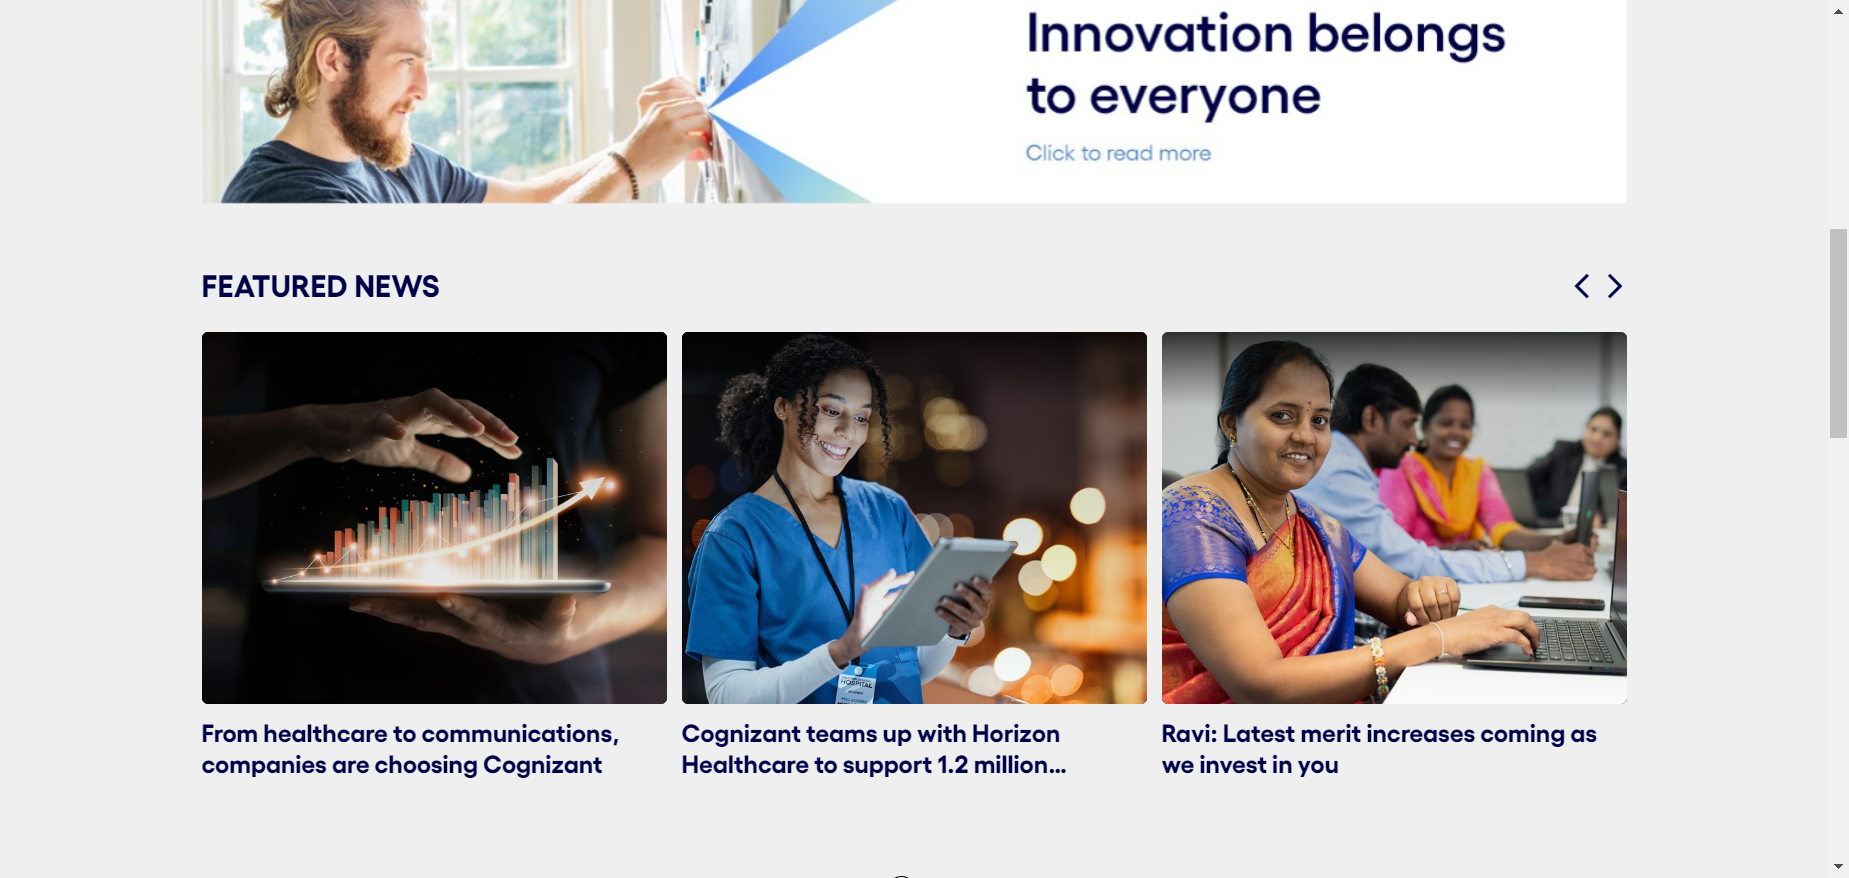 Innovation belongs
to everyone
Click to read more
FEATURED NEWS
HOSPITAL
From healthcare to communications,
companies are choosing Cognizant
Cognizant teams up with Horizon
Healthcare to support 1.2 million...
Ravi: Latest merit increases coming as
we invest in you